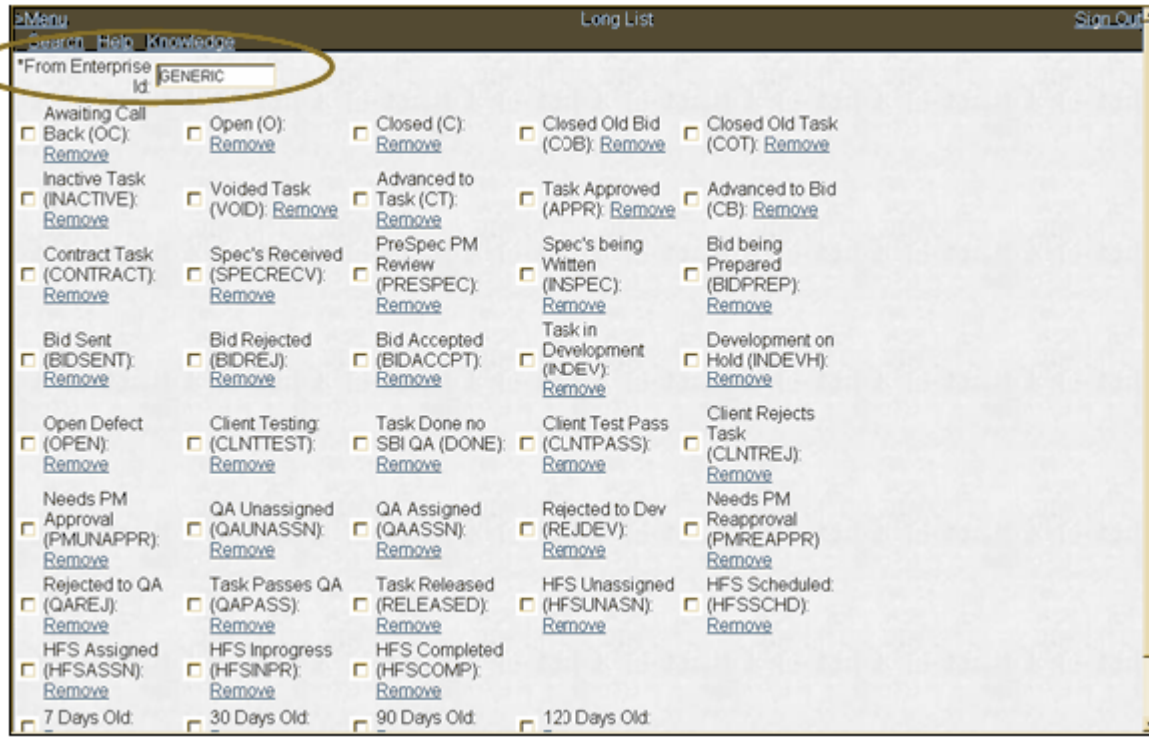 >Menu Long List Sign Out
Search Help Knowledge
*From Enterprise Id: GENERIC
Awaiting Call Back (OC): Remove
Open (O): Remove
Closed (C): Remove
Closed Old Bid (COB): Remove
Closed Old Task (COT): Remove
Inactive Task (INACTIVE): Remove
Voided Task (VOID): Remove
Advanced to Task (CT): Remove
Task Approved (APPR): Remove
Advanced to Bid (CB): Remove
Contract Task (CONTRACT): Remove
Spec's Received (SPECRECV): Remove
PreSpec PM Review (PRESPEC): Remove
Spec's being Written (INSPEC): Remove
Bid being Prepared (BIDPREP): Remove
Bid Sent (BIDSENT): Remove
Bid Rejected (BIDREJ): Remove
Bid Accepted (BIDACCPT): Remove
Task in Development (INDEV): Remove
Development on Hold (INDEVH): Remove
Open Defect (OPEN): Remove
Client Testing: (CLNTTEST): Remove
Task Done no SBI QA (DONE): Remove
Client Test Pass (CLNTPASS): Remove
Client Rejects Task (CLNTREJ): Remove
Needs PM Approval (PMUNAPPR): Remove
QA Unassigned (QAUNASSN): Remove
QA Assigned (QAASSN): Remove
Rejected to Dev (REJDEV): Remove
Needs PM Reapproval (PMREAPPR) Remove
Rejected to QA (QAREJ): Remove
Task Passes QA (QAPASS): Remove
Task Released (RELEASED): Remove
HFS Unassigned (HFSUNASN): Remove
HFS Scheduled: (HFSSCHD): Remove
HFS Assigned (HFSASSN): Remove
HFS Inprogress (HFSINPR): Remove
HFS Completed (HFSCOMP): Remove
7 Days Old:
30 Days Old:
90 Days Old:
120 Days Old: